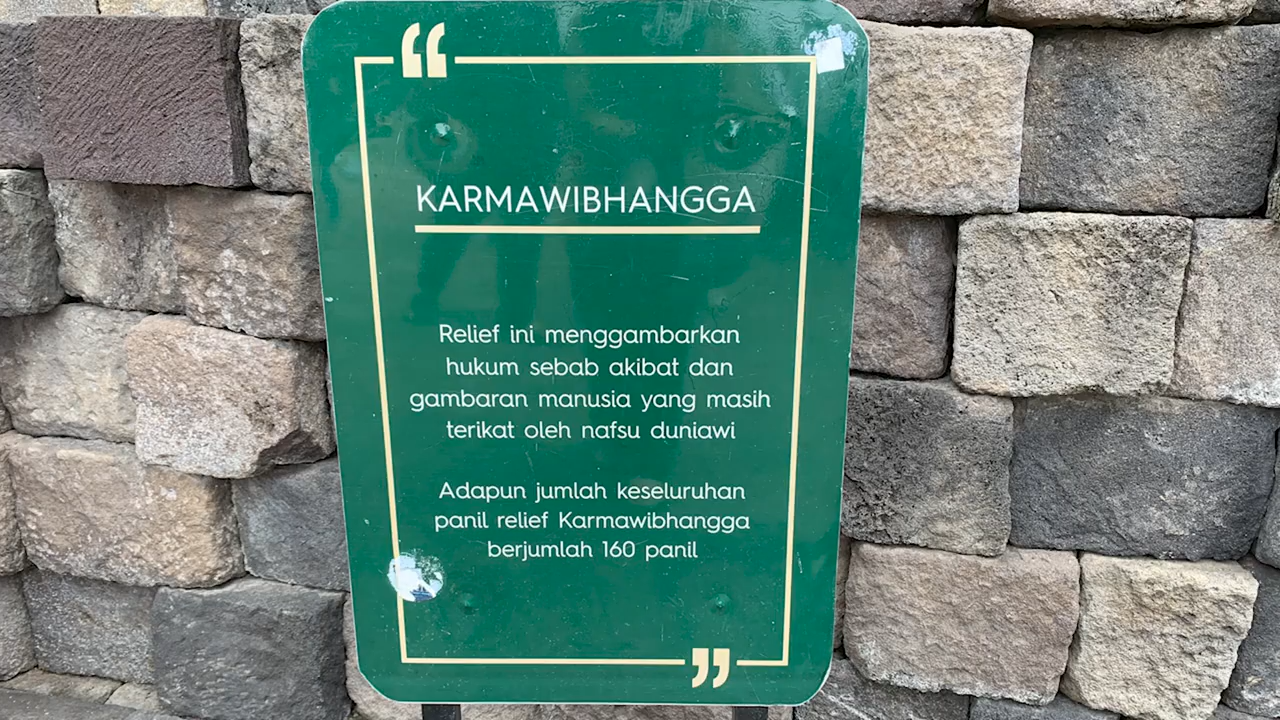 KARMAWIBHANGGA
Relief ini menggambarkan
hukum sebab akibat dan
gambaran manusia yang masih
terikat oleh nafsu duniawi
Adapun jumlah keseluruhan
panil relief Karmawibhangga
berjumlah 160 panil